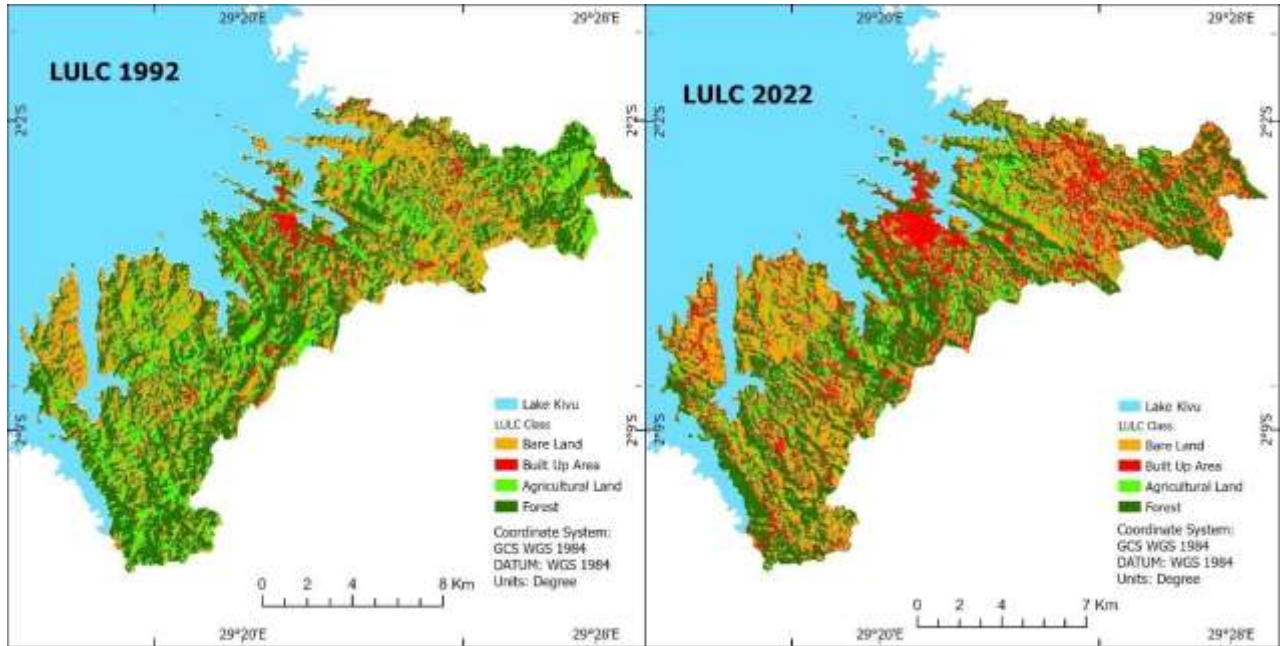 29°20'E
29°28'E
LULC 1992
2°2'S
2°2'S
Lake Kivu
LULC Class
Bare Land
Built Up Area
Agricultural Land
Forest
2°9'S
2°9'S
Coordinate System:
GCS WGS 1984
DATUM: WGS 1984
Units: Degree
0 2 4 8 Km
29°20'E
29°28'E
29°20'E
29°28'E
LULC 2022
2°2'S
Lake Kivu
LULC Class
Bare Land
Built Up Area
Agricultural Land
Forest
2°9'S
Coordinate System:
GCS WGS 1984
DATUM: WGS 1984
Units: Degree
0 2 4 7 Km
29°20'E
29°28'E